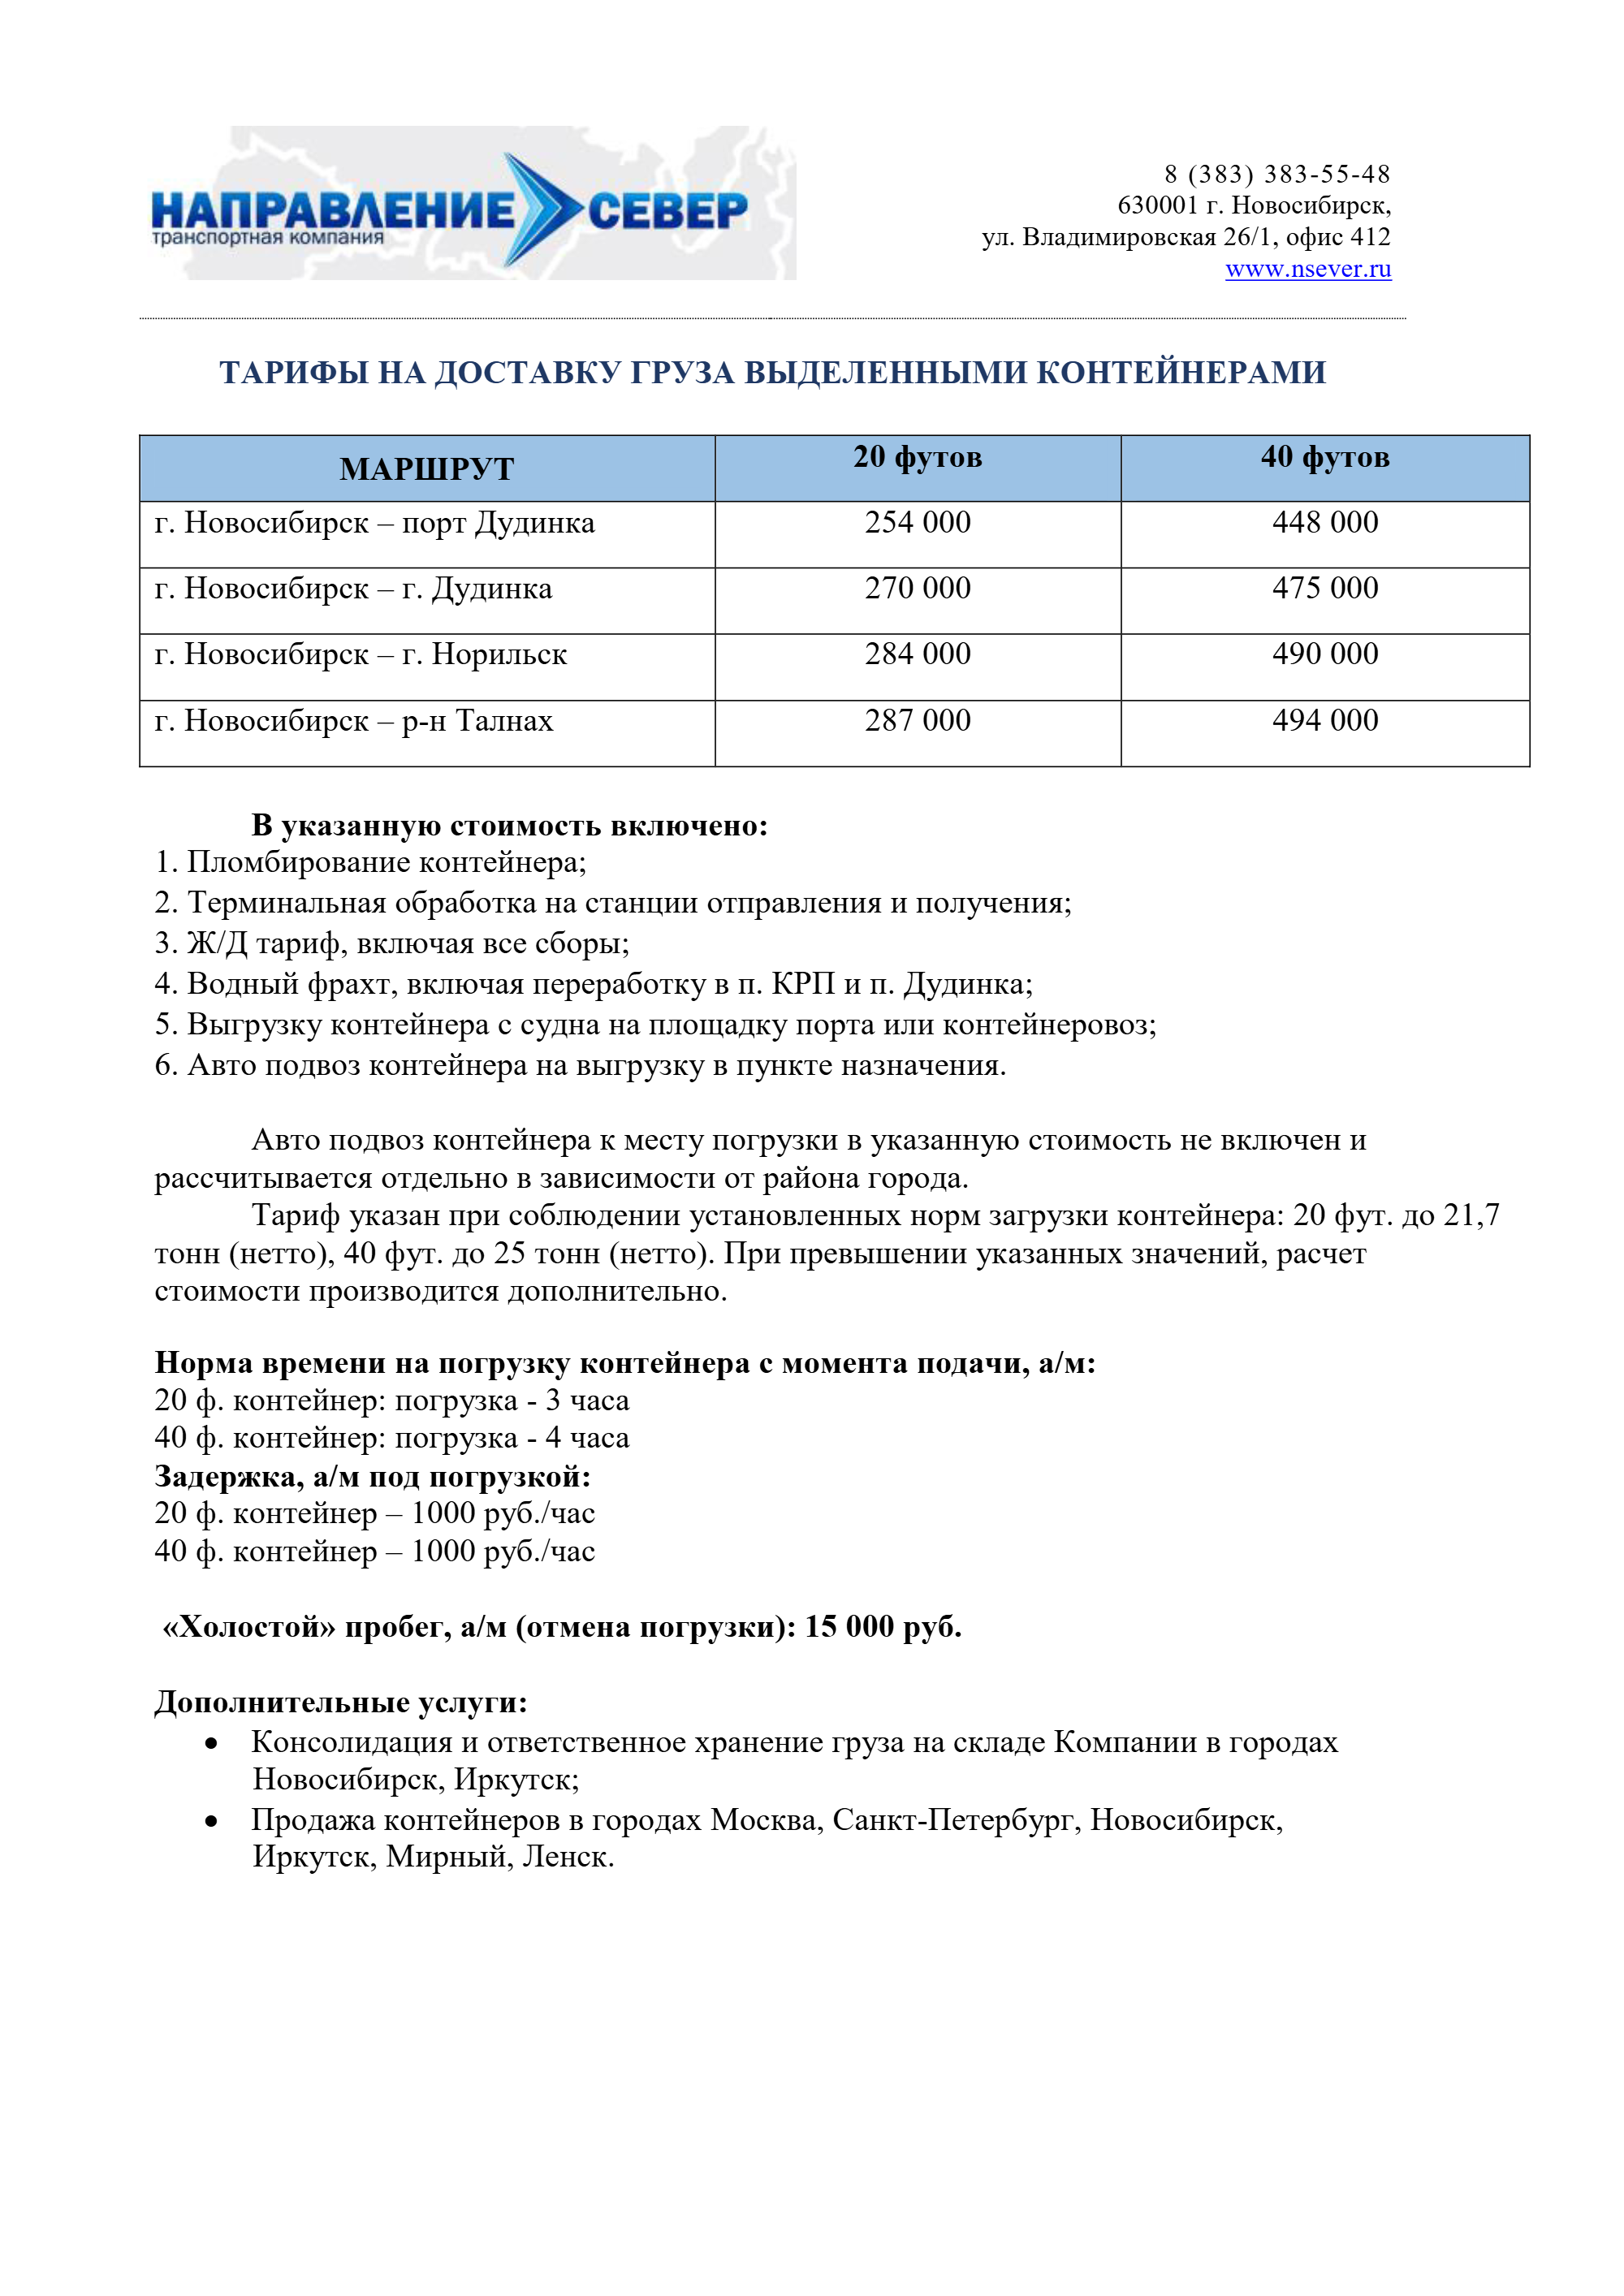 НАПРАВЛЕНИЕ СЕВЕР
транспортная компания
8 (383) 383-55-48
630001 г. Новосибирск,
ул. Владимировская 26/1, офис 412
www.nsever.ru
ТАРИФЫ НА ДОСТАВКУ ГРУЗА ВЫДЕЛЕННЫМИ КОНТЕЙНЕРАМИ
МАРШРУТ 20 футов 40 футов
г. Новосибирск – порт Дудинка 254 000 448 000
г. Новосибирск – г. Дудинка 270 000 475 000
г. Новосибирск – г. Норильск 284 000 490 000
г. Новосибирск – р-н Талнах 287 000 494 000
В указанную стоимость включено:
1. Пломбирование контейнера;
2. Терминальная обработка на станции отправления и получения;
3. Ж/Д тариф, включая все сборы;
4. Водный фрахт, включая переработку в п. КРП и п. Дудинка;
5. Выгрузку контейнера с судна на площадку порта или контейнеровоз;
6. Авто подвоз контейнера на выгрузку в пункте назначения.
Авто подвоз контейнера к месту погрузки в указанную стоимость не включен и
рассчитывается отдельно в зависимости от района города.
Тариф указан при соблюдении установленных норм загрузки контейнера: 20 фут. до 21,7
тонн (нетто), 40 фут. до 25 тонн (нетто). При превышении указанных значений, расчет
стоимости производится дополнительно.
Норма времени на погрузку контейнера с момента подачи, а/м:
20 ф. контейнер: погрузка - 3 часа
40 ф. контейнер: погрузка - 4 часа
Задержка, а/м под погрузкой:
20 ф. контейнер – 1000 руб./час
40 ф. контейнер – 1000 руб./час
«Холостой» пробег, а/м (отмена погрузки): 15 000 руб.
Дополнительные услуги:
• Консолидация и ответственное хранение груза на складе Компании в городах
Новосибирск, Иркутск;
• Продажа контейнеров в городах Москва, Санкт-Петербург, Новосибирск,
Иркутск, Мирный, Ленск.